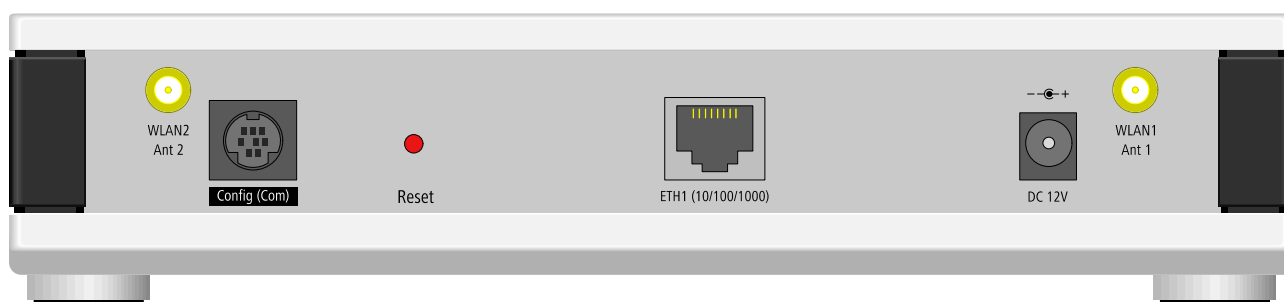 WLAN2
Ant 2
Config (Com)
Reset
ETH1 (10/100/1000)
DC 12V
WLAN1
Ant 1